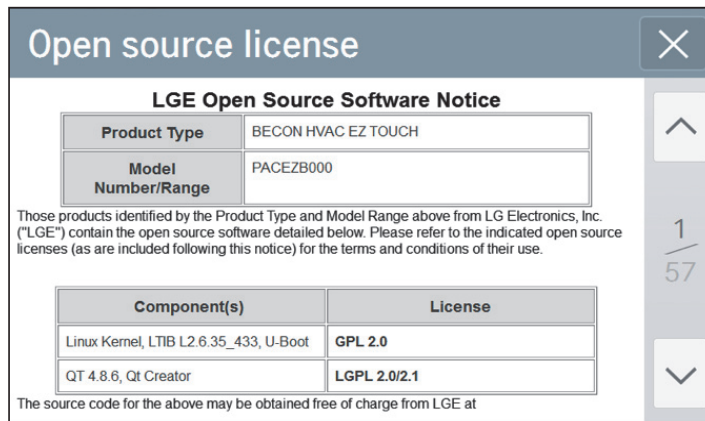 Open source license
LGE Open Source Software Notice
Product Type BECON HVAC EZ TOUCH
Model PACEZB000
Number/Range
Those products identified by the Product Type and Model Range above from LG Electronics, Inc.
("LGE") contain the open source software detailed below. Please refer to the indicated open source
licenses (as are included following this notice) for the terms and conditions of their use.
1
57
Component(s) License
Linux Kernel, LTIB L2.6.35_433, U-Boot GPL 2.0
QT 4.8.6, Qt Creator LGPL 2.0/2.1
The source code for the above may be obtained free of charge from LGE at